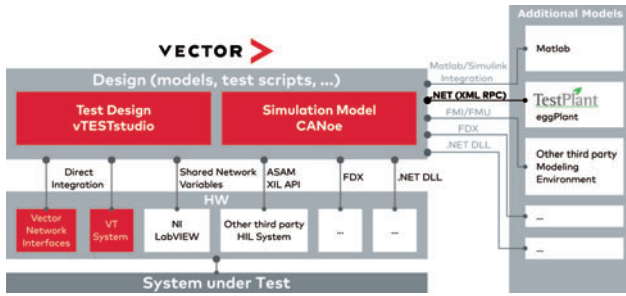 Additional Models
VECTOR
Design (models, test scripts, ...)
Test Design
vTESTstudio
Simulation Model
CANoe
Matlab/Simulink
Integration
.NET (XML RPC)
FMI/FMU
FDX
.NET DLL
Matlab
TestPlant
eggPlant
Other third party
Modeling
Environment
...
...
Direct
Integration
Shared Network
Variables
ASAM
XIL API
FDX
.NET DLL
HW
Vector
Network
Interfaces
VT
System
NI
LabVIEW
Other third party
HIL System
...
...
System under Test